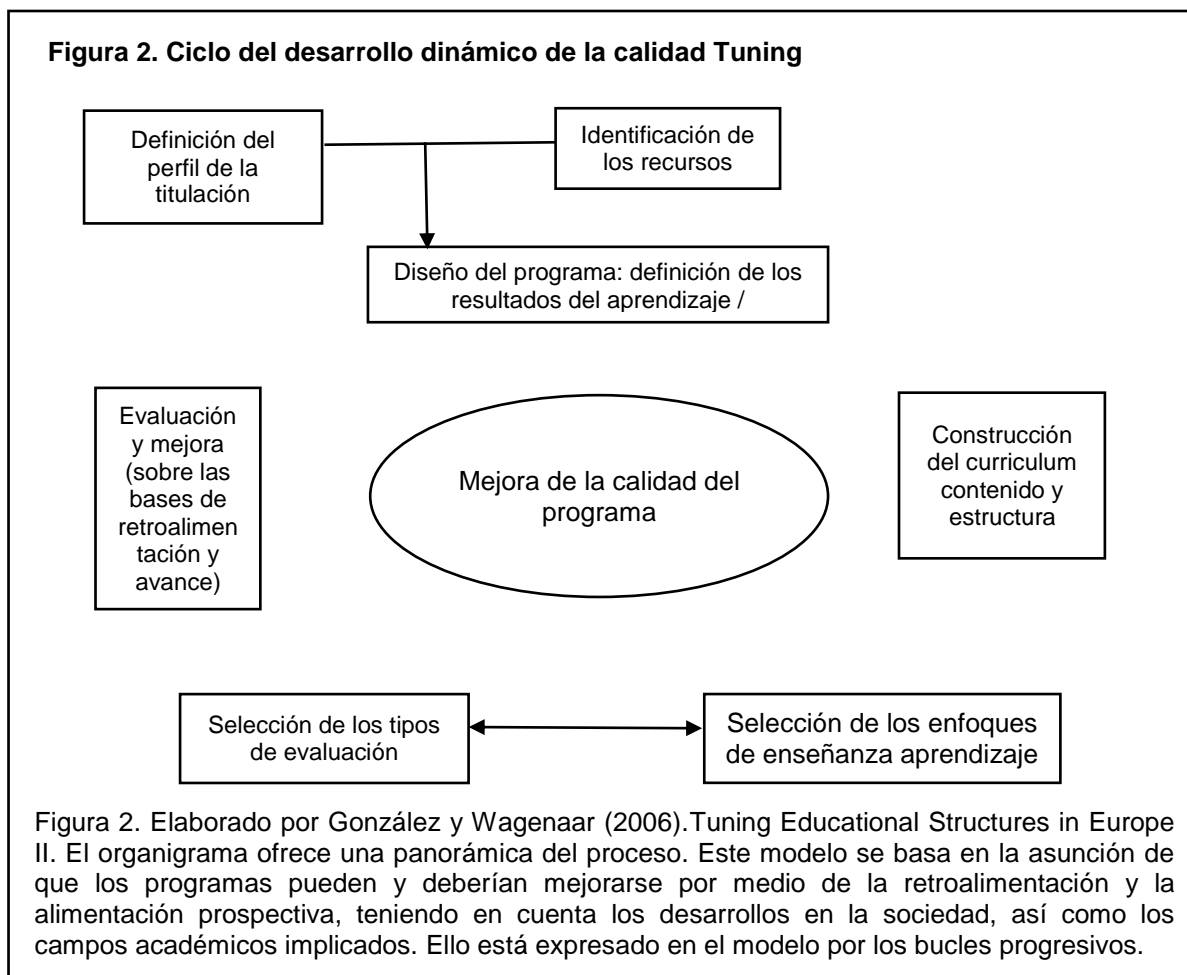 Figura 2. Ciclo del desarrollo dinámico de la calidad Tuning
Definición del
perfil de la
titulación
Identificación de
los recursos
Diseño del programa: definición de los
resultados del aprendizaje /
Evaluación
y mejora
(sobre las
bases de
retroalimen
tación y
avance)
Mejora de la calidad del
programa
Construcción
del curriculum
contenido y
estructura
Selección de los tipos
de evaluación
Selección de los enfoques
de enseñanza aprendizaje
Figura 2. Elaborado por González y Wagenaar (2006).Tuning Educational Structures in Europe
II. El organigrama ofrece una panorámica del proceso. Este modelo se basa en la asunción de
que los programas pueden y deberían mejorarse por medio de la retroalimentación y la
alimentación prospectiva, teniendo en cuenta los desarrollos en la sociedad, así como los
campos académicos implicados. Ello está expresado en el modelo por los bucles progresivos.